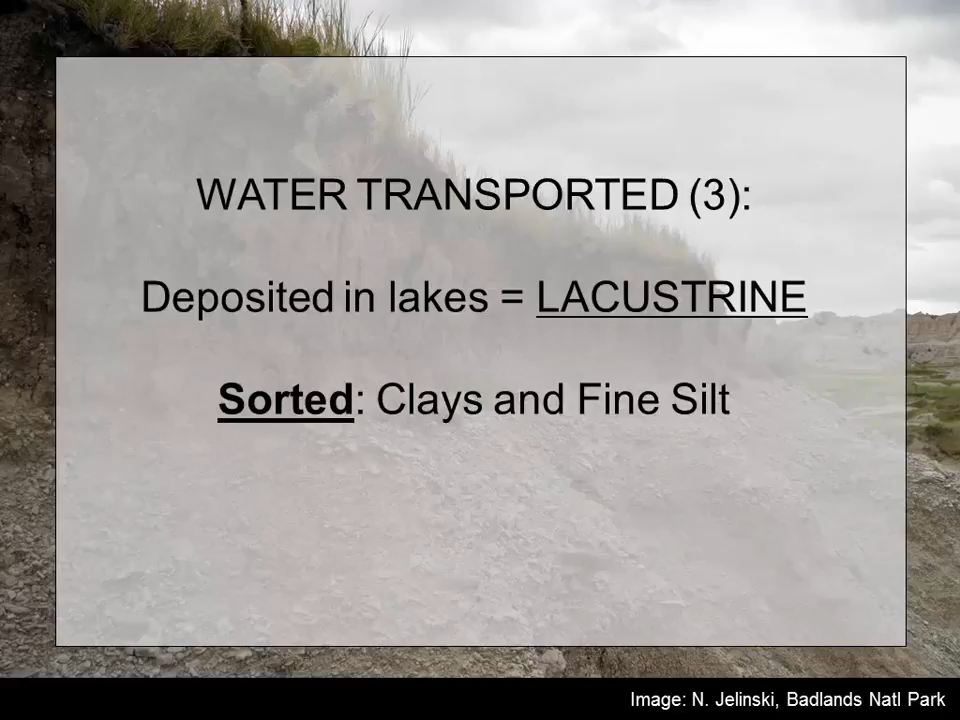 WATER TRANSPORTED (3):
Deposited in lakes = LACUSTRINE
Sorted: Clays and Fine Silt
Image: N. Jelinski, Badlands Natl Park